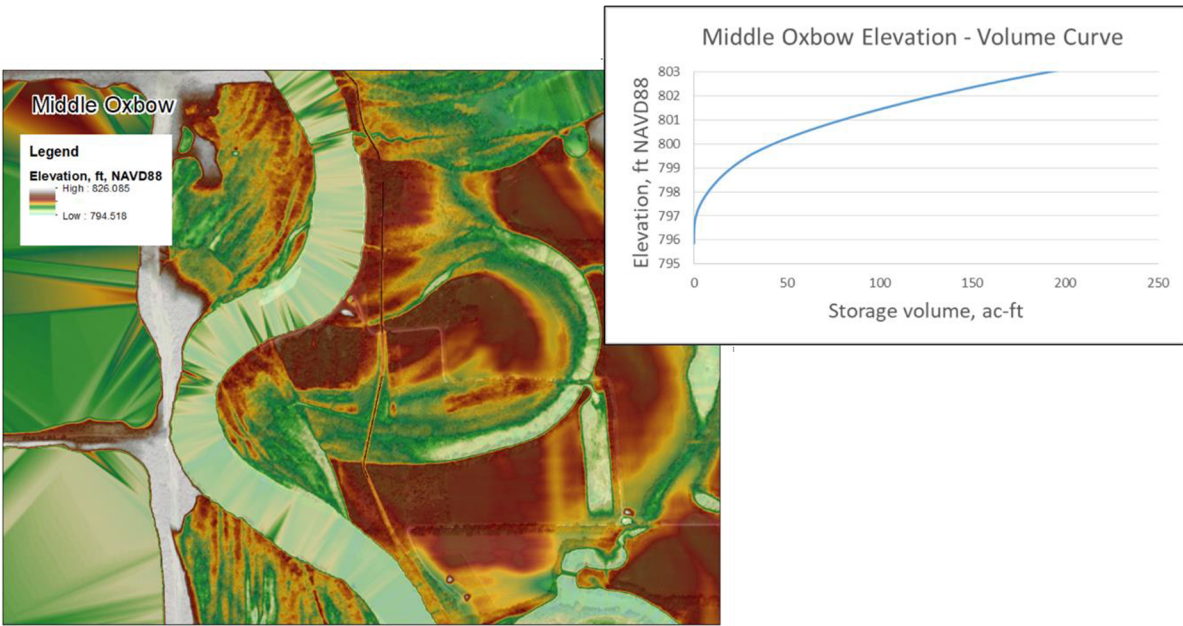 Middle Oxbow
Legend
Elevation, ft, NAVD88
High : 826.085
Low : 794.518
Middle Oxbow Elevation - Volume Curve
Elevation, ft NAVD88
803
802
801
800
799
798
797
796
795
0 50 100 150 200 250
Storage volume, ac-ft